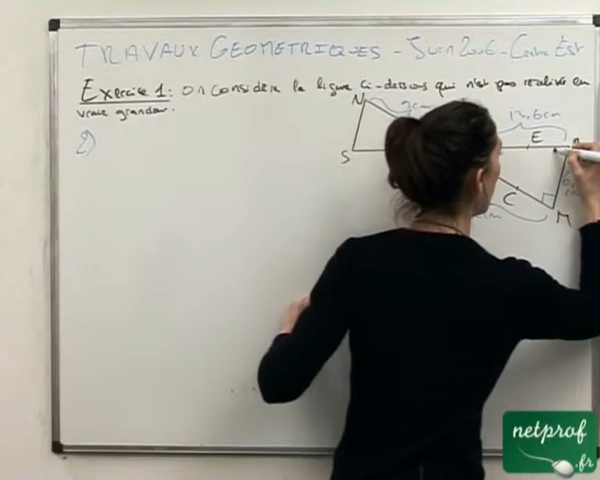 TRAVAUX GEOMETRIQUES - Juin 2006 - Centre Est
Exercice 1: On considère la figure ci-dessous qui n'est pas réalisée en
vraie grandeur.
N 9cm 13,6cm
2)
E
S
C M
netprof
.fr